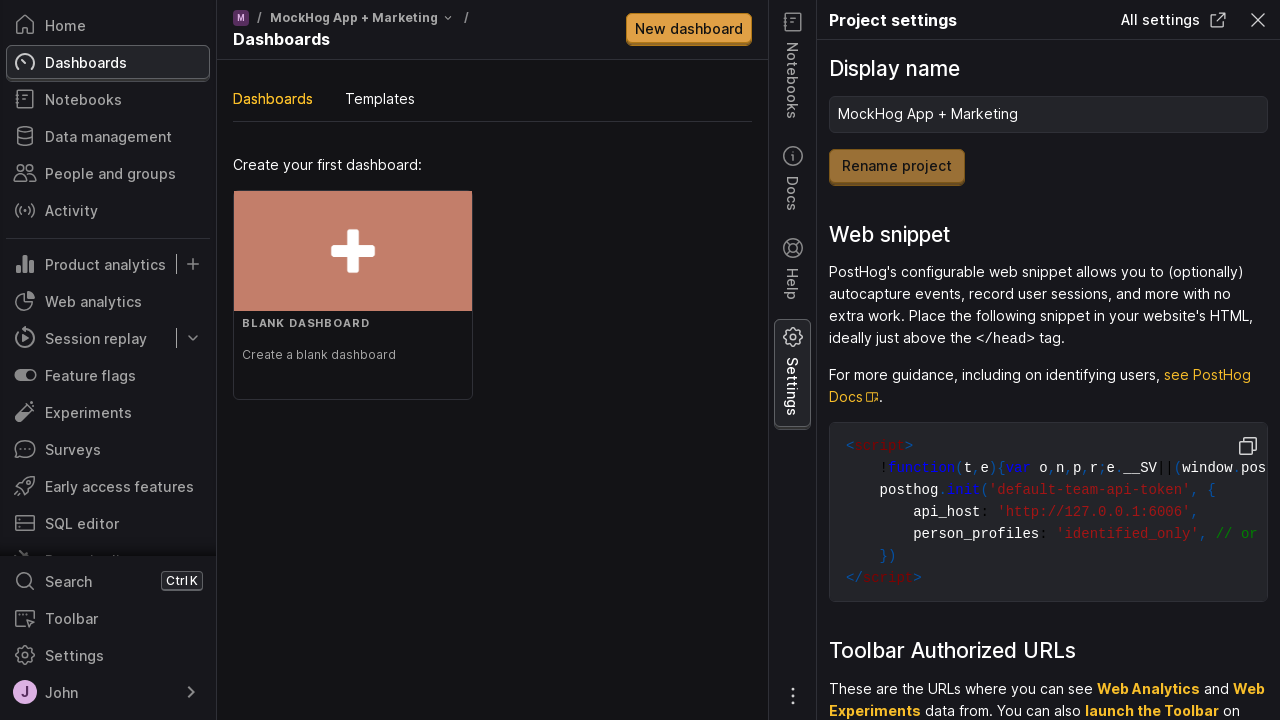 Home
Dashboards
Notebooks
Data management
People and groups
Activity
Product analytics
Web analytics
Session replay
Feature flags
Experiments
Surveys
Early access features
SQL editor
Search
Ctrl K
Toolbar
Settings
J John
M / MockHog App + Marketing /
Dashboards
New dashboard
Dashboards Templates
Create your first dashboard:
BLANK DASHBOARD
Create a blank dashboard
Notebooks
Docs
Help
Settings
Project settings
All settings
Display name
MockHog App + Marketing
Rename project
Web snippet
PostHog's configurable web snippet allows you to (optionally)
autocapture events, record user sessions, and more with no
extra work. Place the following snippet in your website's HTML,
ideally just above the </head> tag.
For more guidance, including on identifying users, see PostHog
Docs.
<script>
!function(t,e){var o,n,p,r;e.__SV||(window.pos
posthog.init('default-team-api-token', {
api_host: 'http://127.0.0.1:6006',
person_profiles: 'identified_only', // or
})
</script>
Toolbar Authorized URLs
These are the URLs where you can see Web Analytics and Web
Experiments data from. You can also launch the Toolbar on